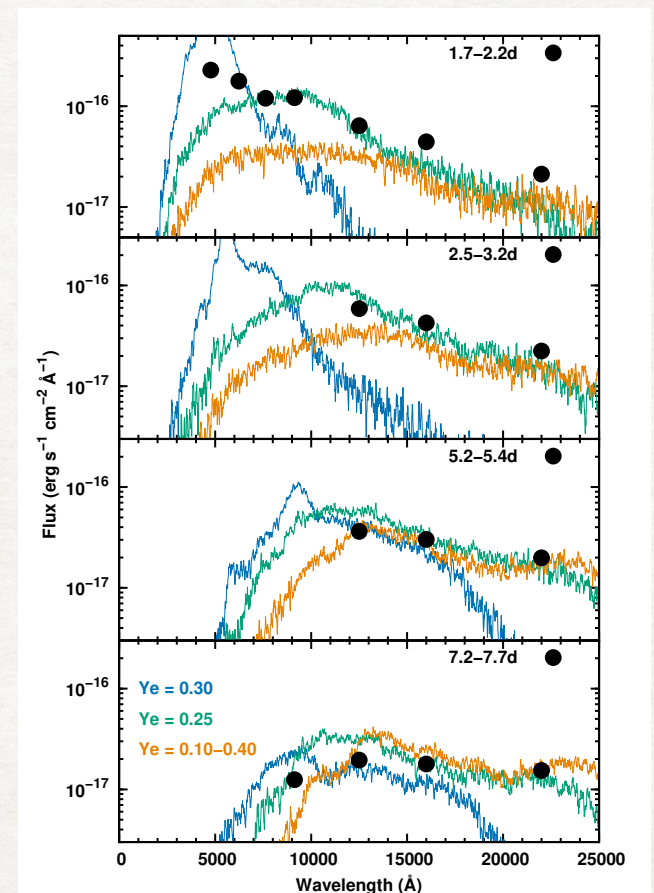 1.7−2.2d
10⁻¹⁶
10⁻¹⁷
2.5−3.2d
10⁻¹⁶
10⁻¹⁷
Flux (erg s⁻¹ cm⁻² Å⁻¹)
5.2−5.4d
10⁻¹⁶
10⁻¹⁷
7.2−7.7d
10⁻¹⁶
Ye = 0.30
Ye = 0.25
Ye = 0.10−0.40
10⁻¹⁷
0 5000 10000 15000 20000 25000
Wavelength (Å)